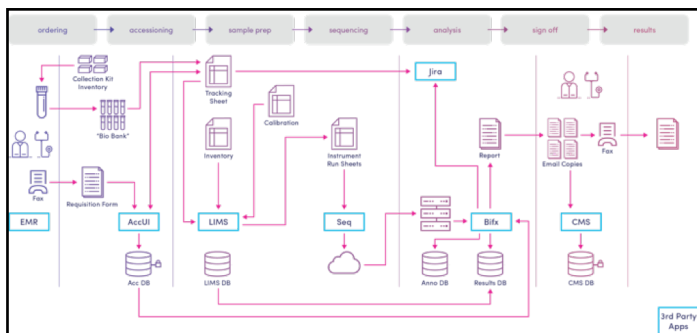 ordering
accessioning
sample prep
sequencing
analysis
sign off
results
Collection Kit
Inventory
"Bio Bank"
Tracking
Sheet
Calibration
Jira
Inventory
Instrument
Run Sheets
Report
Email Copies
Fax
Fax
Requisition Form
EMR
AccUI
LIMS
Seq
Bifx
CMS
Acc DB
LIMS DB
Anno DB
Results DB
CMS DB
3rd Party
Apps